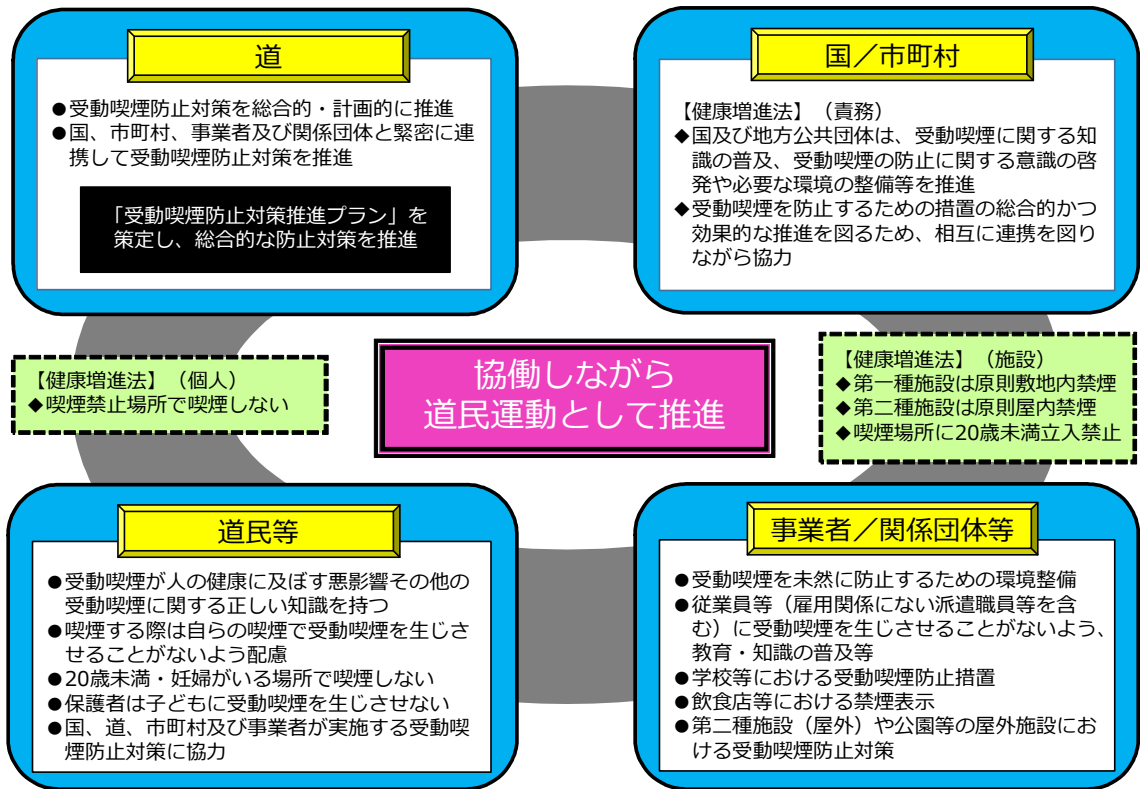 道
●受動喫煙防止対策を総合的・計画的に推進
●国、市町村、事業者及び関係団体と緊密に連
携して受動喫煙防止対策を推進
「受動喫煙防止対策推進プラン」を
策定し、総合的な防止対策を推進
国／市町村
【健康増進法】（責務）
◆国及び地方公共団体は、受動喫煙に関する知
識の普及、受動喫煙の防止に関する意識の啓
発や必要な環境の整備等を推進
◆受動喫煙を防止するための措置の総合的かつ
効果的な推進を図るため、相互に連携を図り
ながら協力
【健康増進法】（個人）
◆喫煙禁止場所で喫煙しない
協働しながら
道民運動として推進
【健康増進法】（施設）
◆第一種施設は原則敷地内禁煙
◆第二種施設は原則屋内禁煙
◆喫煙場所に20歳未満立入禁止
道民等
●受動喫煙が人の健康に及ぼす悪影響その他の
受動喫煙に関する正しい知識を持つ
●喫煙する際は自らの喫煙で受動喫煙を生じさ
せることがないよう配慮
●20歳未満・妊婦がいる場所で喫煙しない
●保護者は子どもに受動喫煙を生じさせない
●国、道、市町村及び事業者が実施する受動喫
煙防止対策に協力
事業者／関係団体等
●受動喫煙を未然に防止するための環境整備
●従業員等（雇用関係にない派遣職員等を含
む）に受動喫煙を生じさせることがないよう、
教育・知識の普及等
●学校等における受動喫煙防止措置
●飲食店等における禁煙表示
●第二種施設（屋外）や公園等の屋外施設にお
ける受動喫煙防止対策